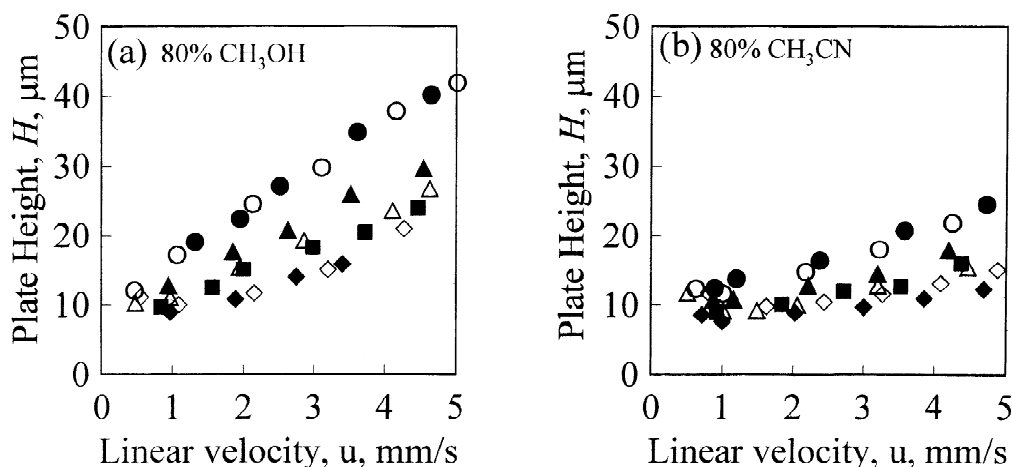 (a) 80% CH₃OH
Plate Height, H, μm
50
40
30
20
10
0
0 1 2 3 4 5
Linear velocity, u, mm/s
(b) 80% CH₃CN
Plate Height, H, μm
50
40
30
20
10
0
0 1 2 3 4 5
Linear velocity, u, mm/s